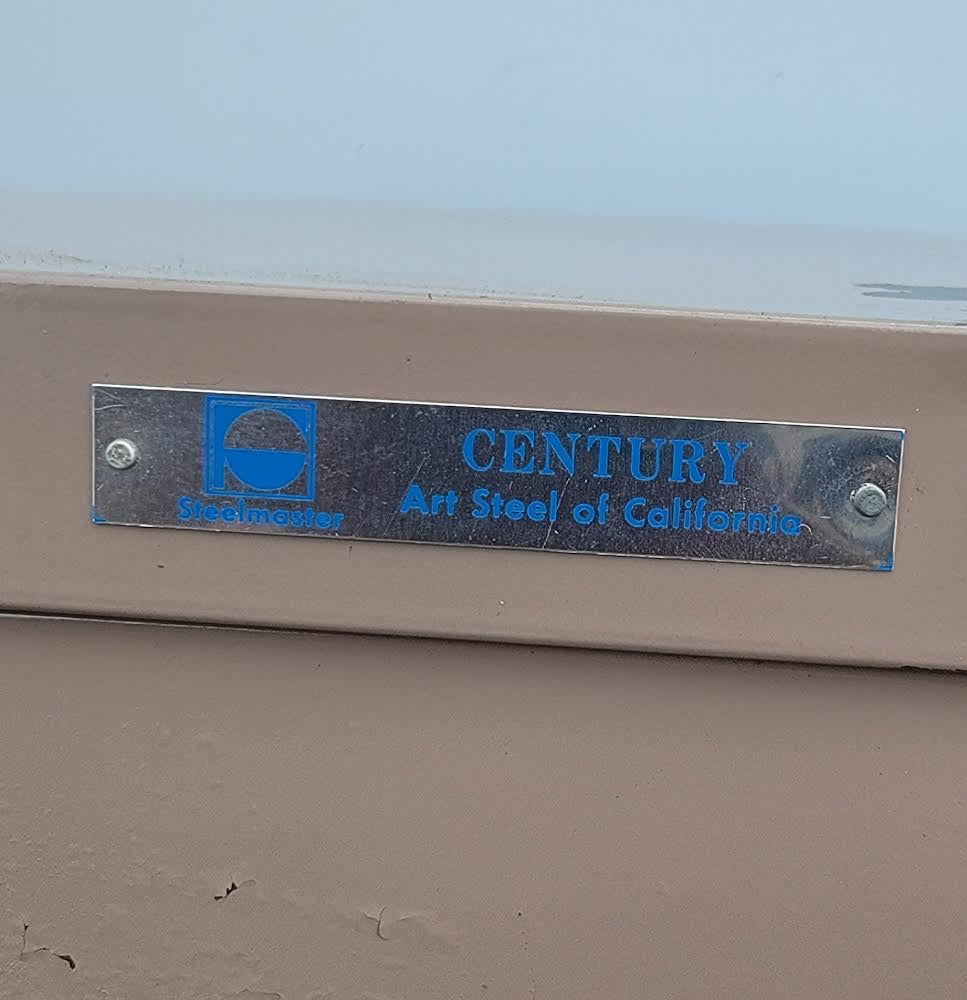 Steelmaster
CENTURY
Art Steel of California